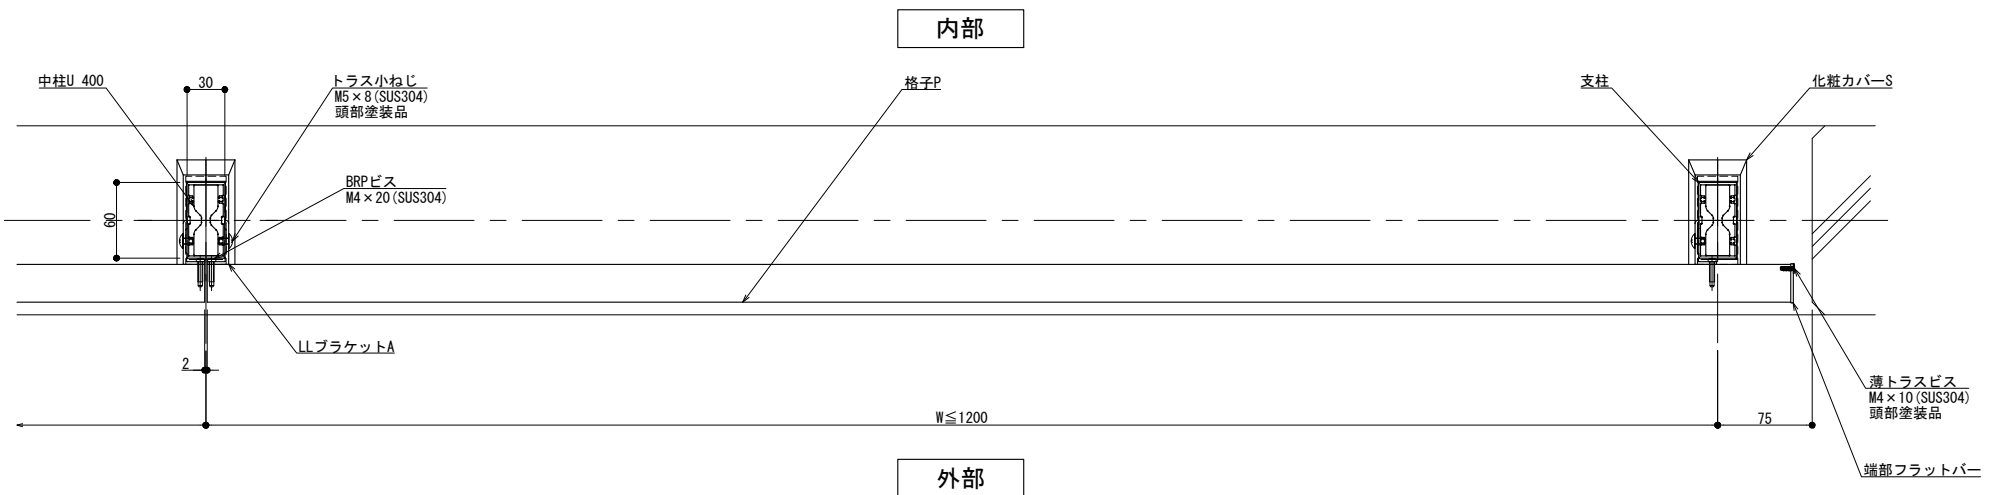 内部
中柱U 400
30
トラス小ねじ
M5×8(SUS304)
頭部塗装品
格子P
支柱
化粧カバーS
BRPビス
M4×20(SUS304)
60
LLブラケットA
2
薄トラスビス
M4×10(SUS304)
頭部塗装品
W≦1200
75
端部フラットバー
外部